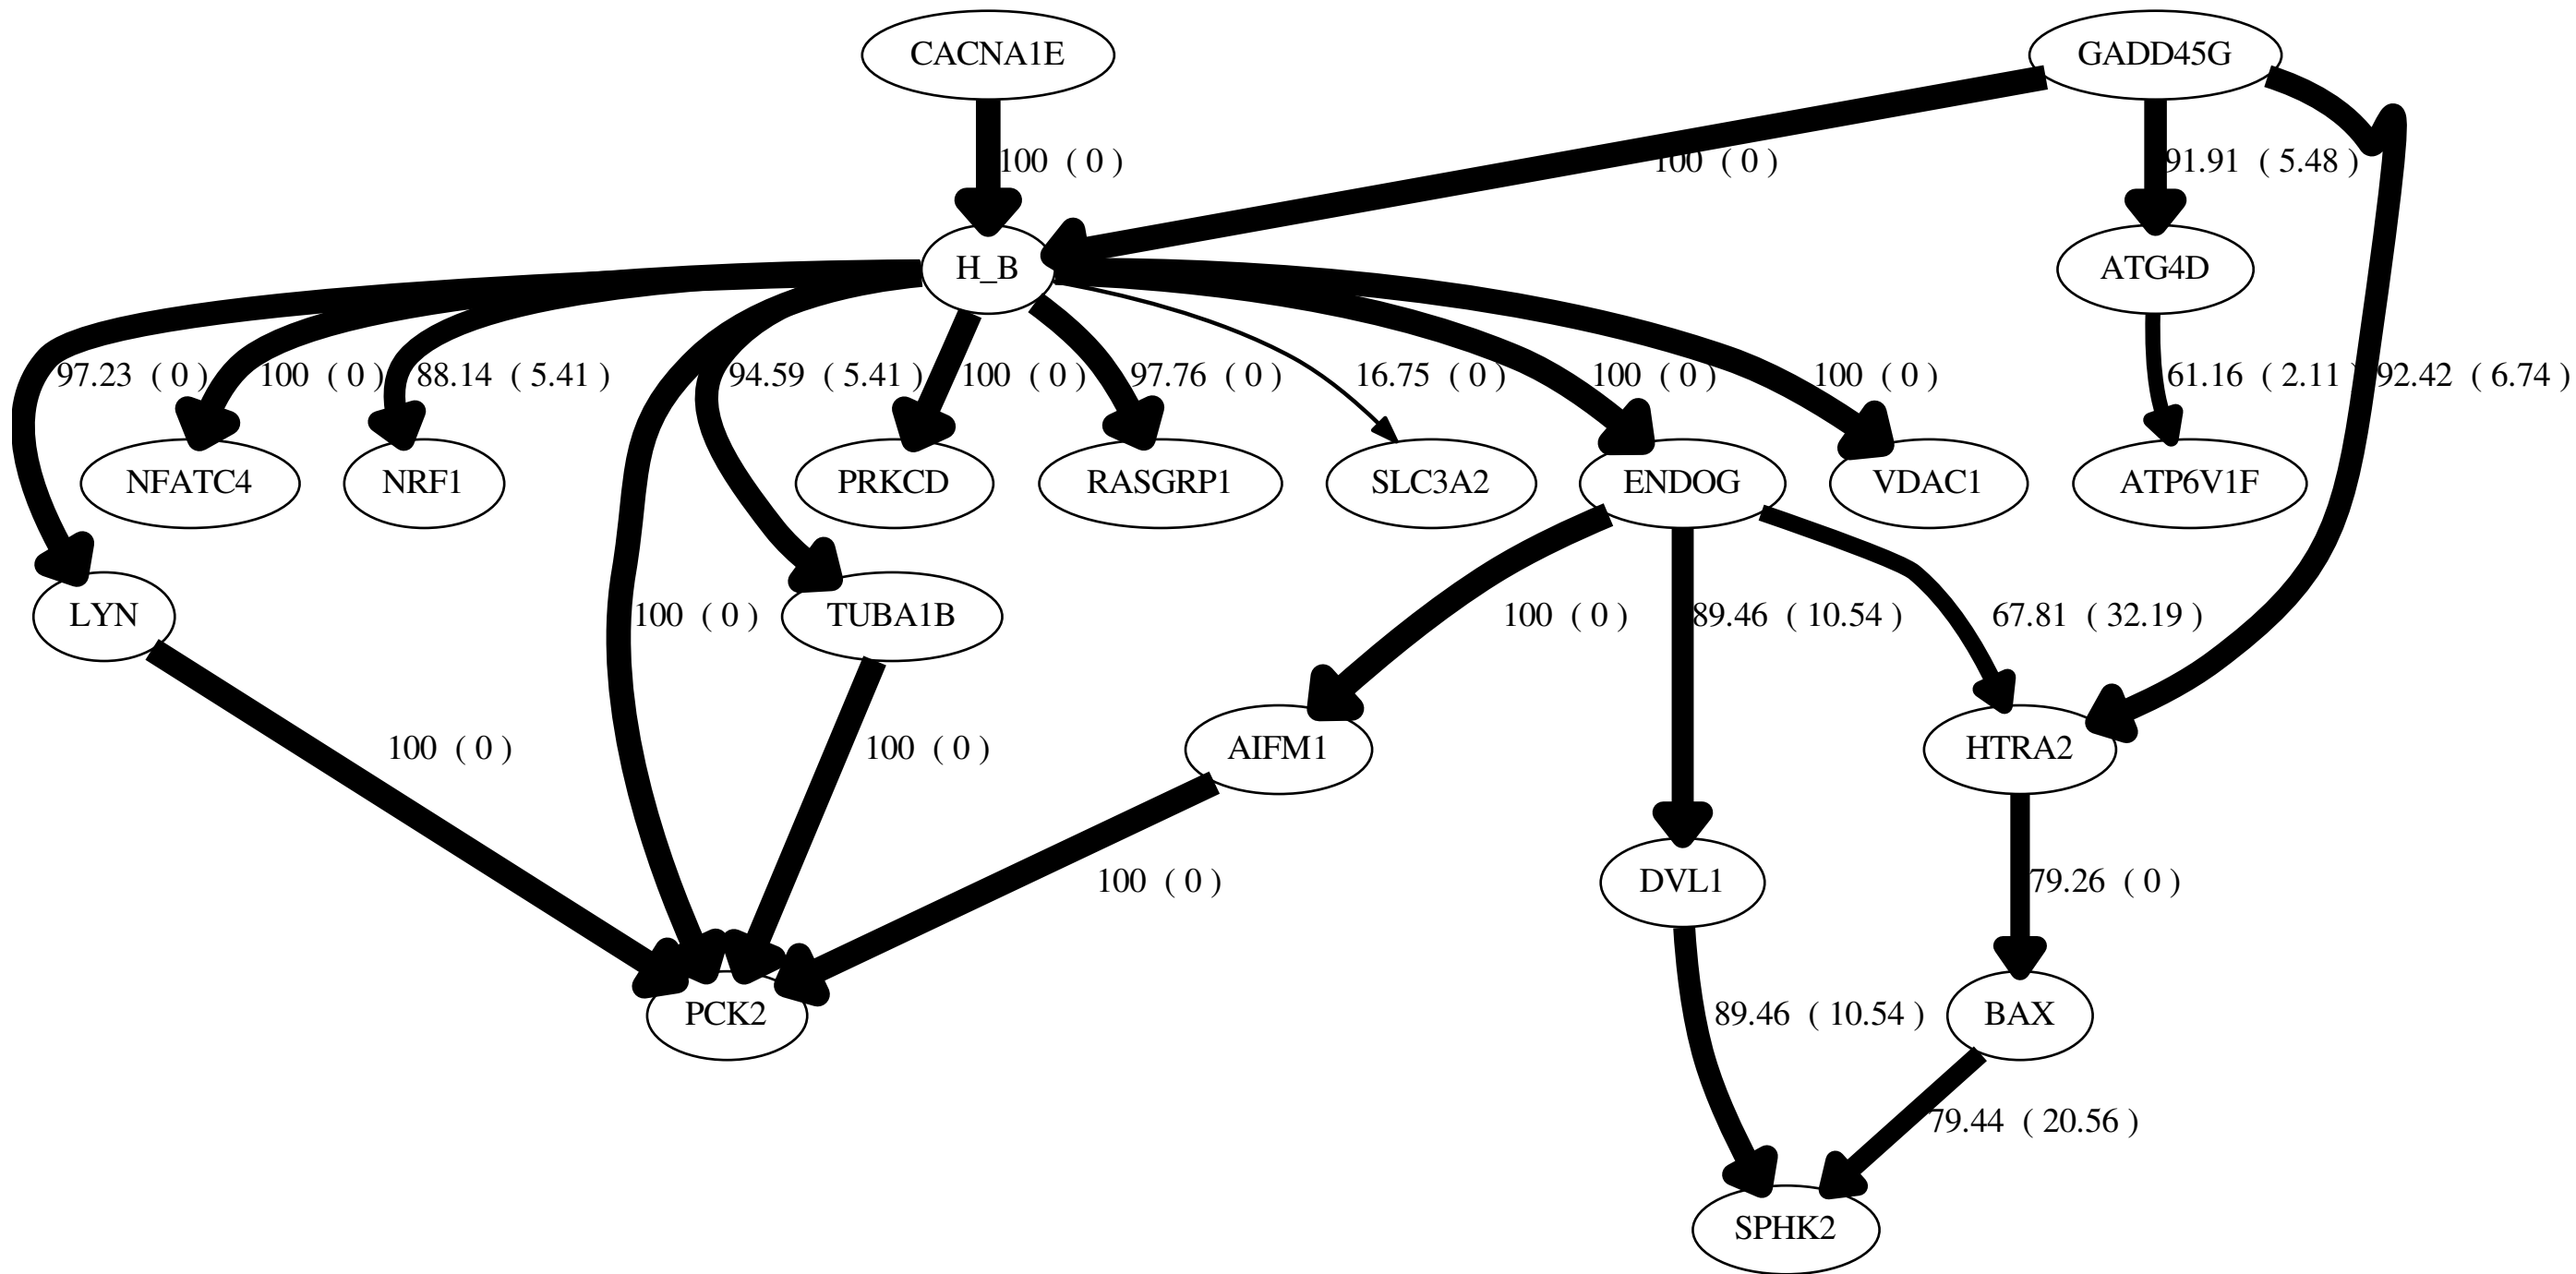 CACNA1E
GADD45G
100 ( 0 )
100 ( 0 )
91.91 ( 5.48 )
H_B
ATG4D
97.23 ( 0 )
100 ( 0 )
88.14 ( 5.41 )
94.59 ( 5.41 )
100 ( 0 )
97.76 ( 0 )
16.75 ( 0 )
100 ( 0 )
100 ( 0 )
61.16 ( 2.11 )
92.42 ( 6.74 )
NFATC4
NRF1
PRKCD
RASGRP1
SLC3A2
ENDOG
VDAC1
ATP6V1F
LYN
100 ( 0 )
TUBA1B
100 ( 0 )
89.46 ( 10.54 )
67.81 ( 32.19 )
100 ( 0 )
100 ( 0 )
AIFM1
HTRA2
100 ( 0 )
DVL1
79.26 ( 0 )
PCK2
89.46 ( 10.54 )
BAX
79.44 ( 20.56 )
SPHK2